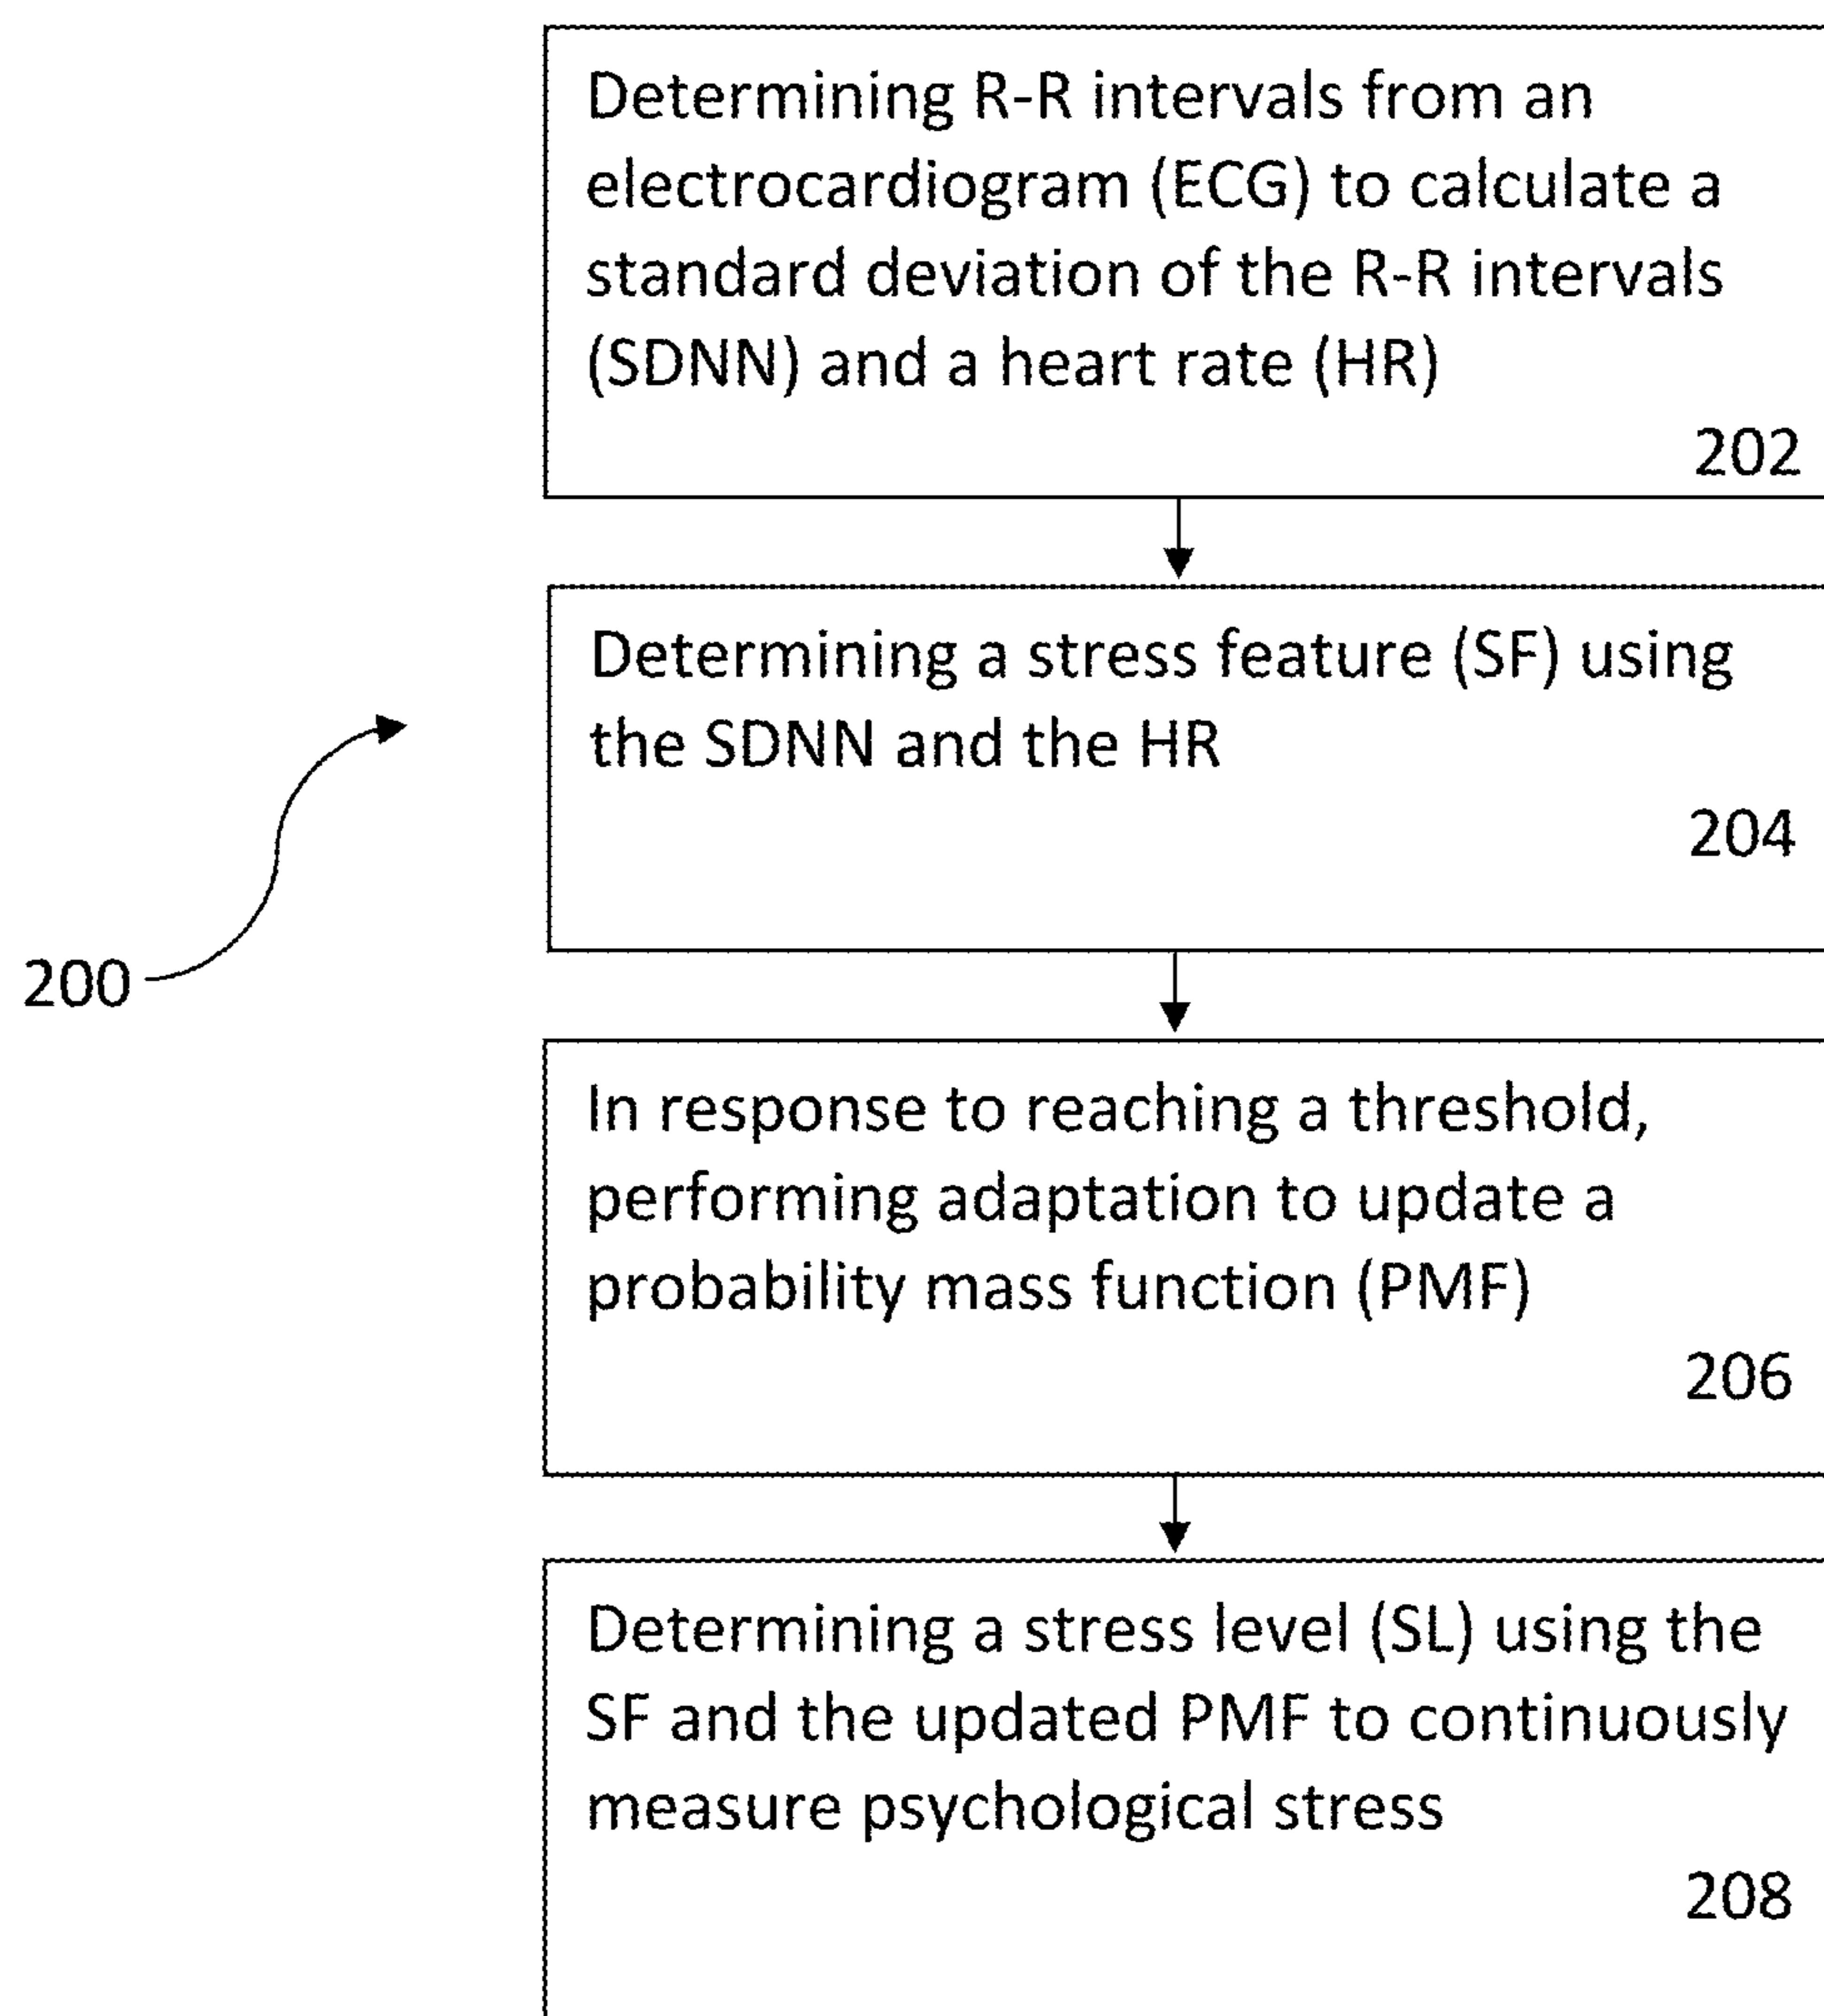 Determining R-R intervals from an
electrocardiogram (ECG) to calculate a
standard deviation of the R-R intervals
(SDNN) and a heart rate (HR)
202
Determining a stress feature (SF) using
the SDNN and the HR
204
200
In response to reaching a threshold,
performing adaptation to update a
probability mass function (PMF)
206
Determining a stress level (SL) using the
SF and the updated PMF to continuously
measure psychological stress
208